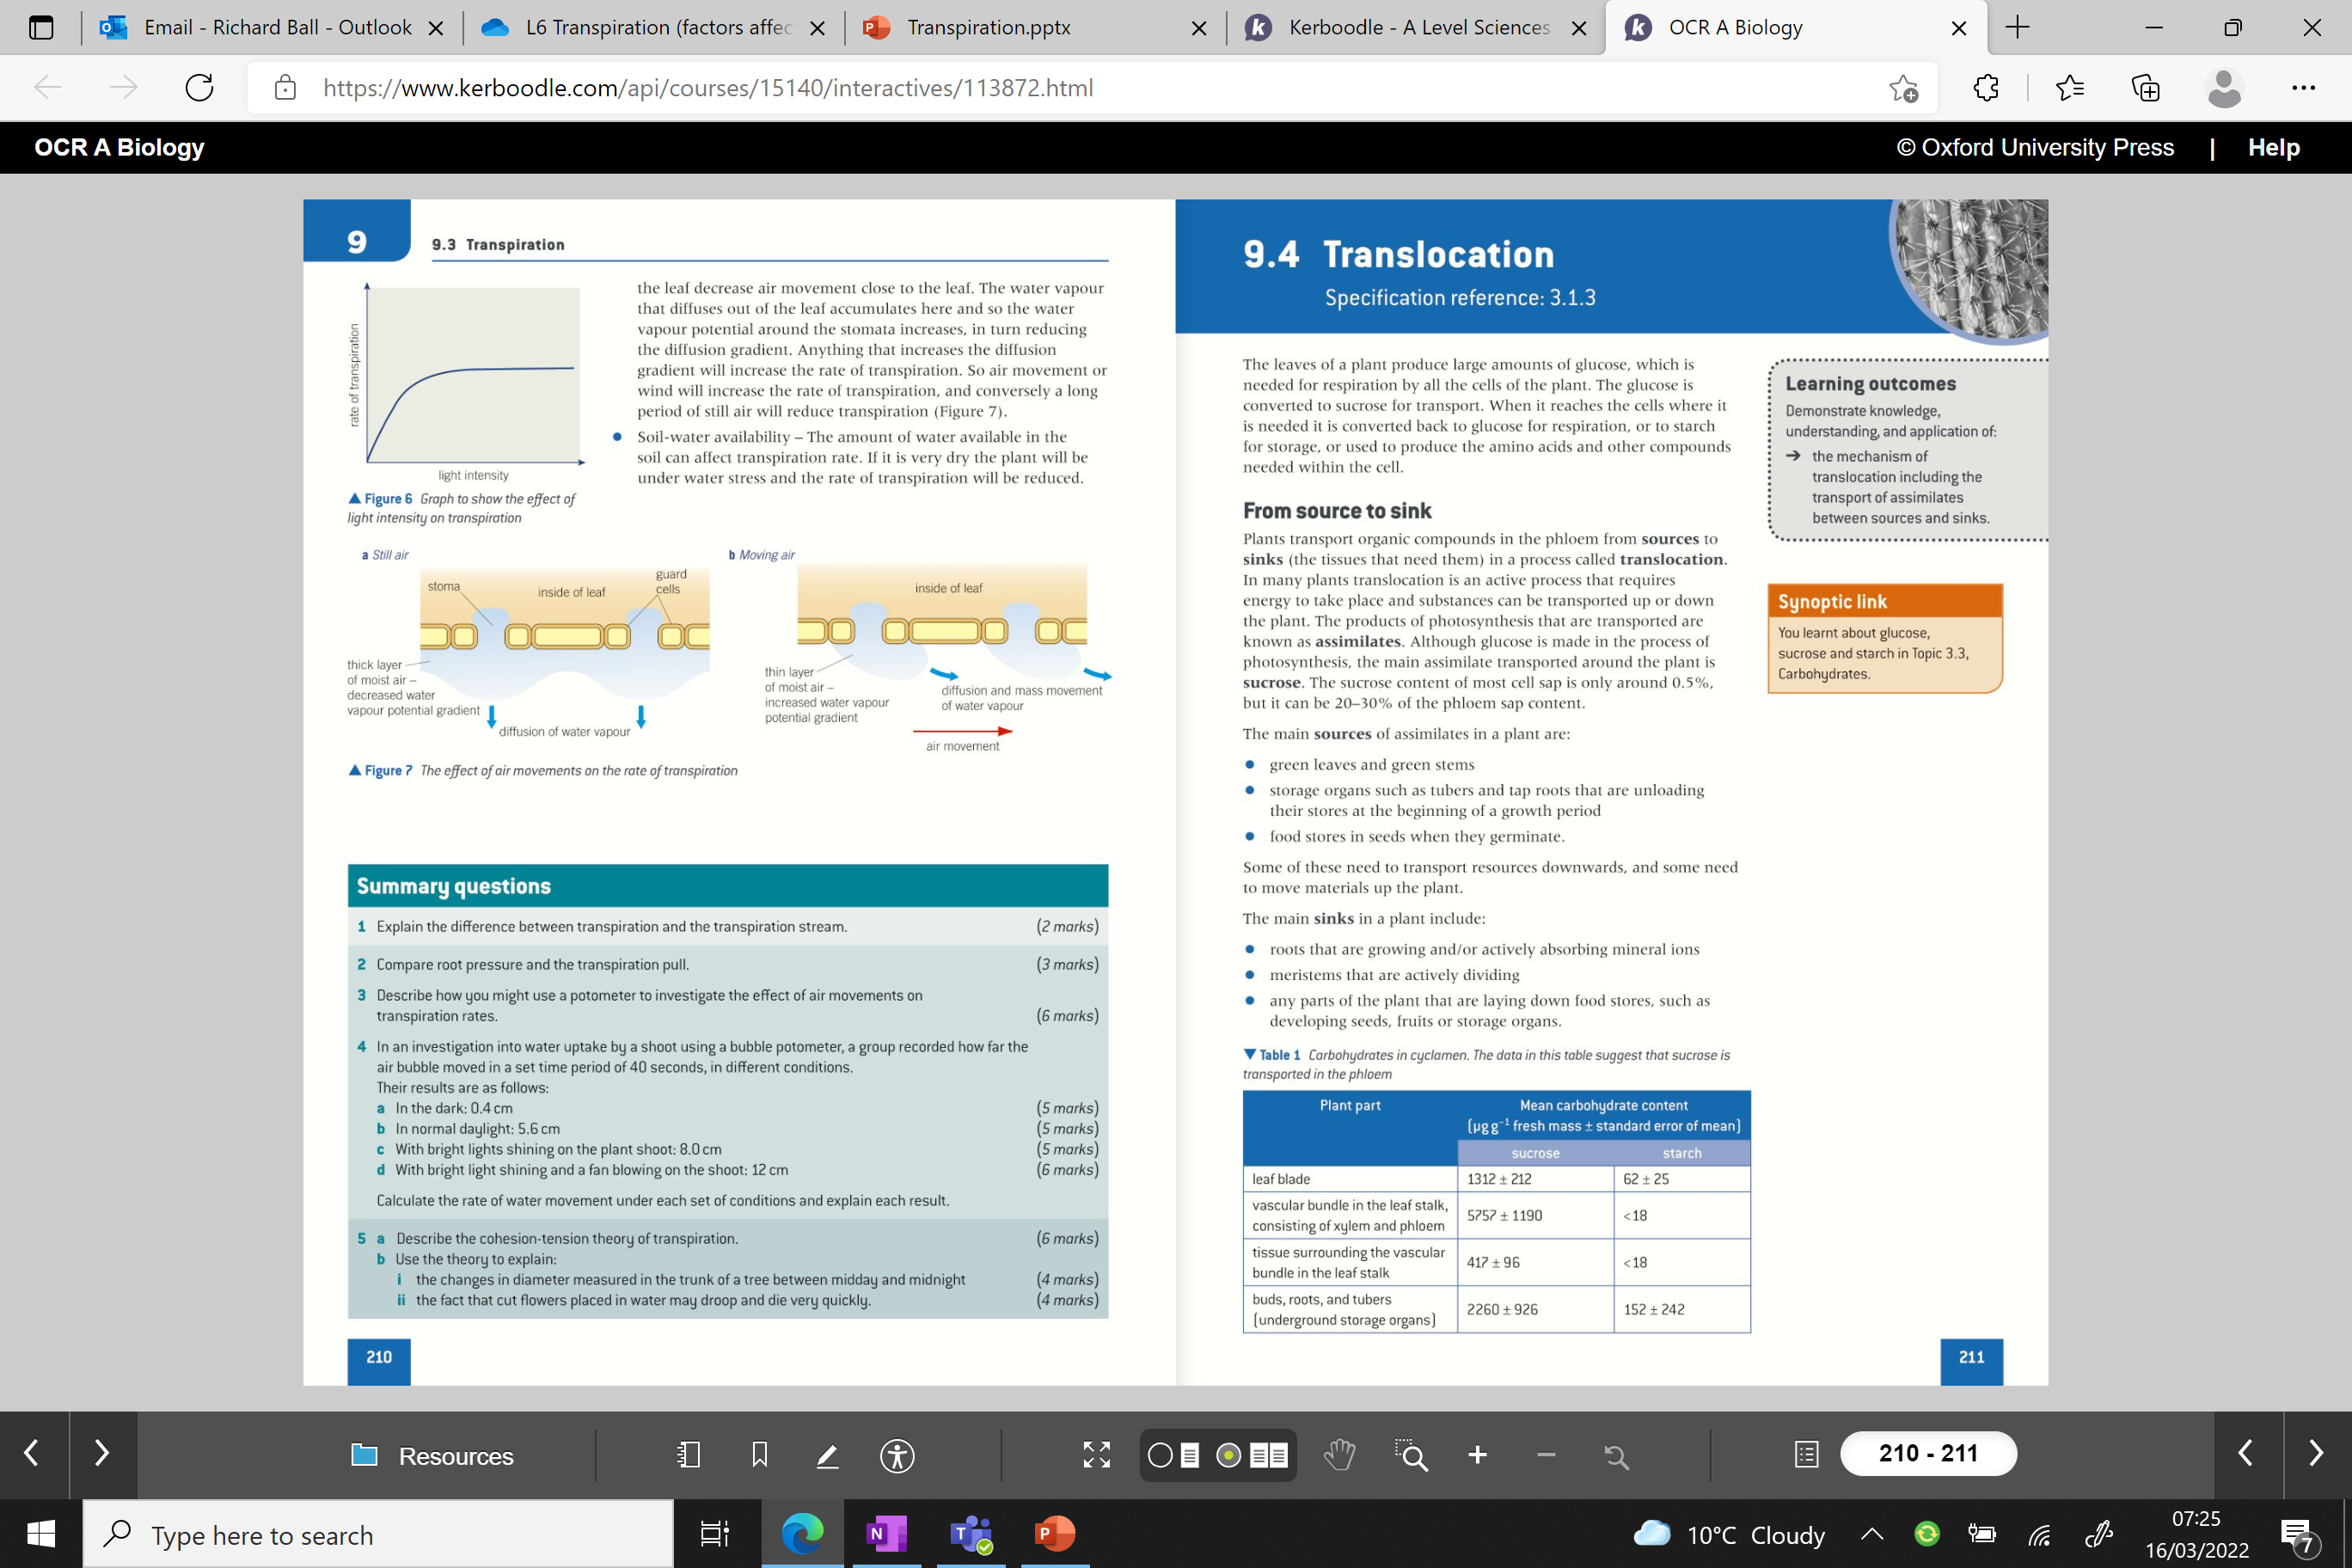 Email - Richard Ball - Outlook
L6 Transpiration (factors affec
Transpiration.pptx
Kerboodle - A Level Sciences
OCR A Biology
https://www.kerboodle.com/api/courses/15140/interactives/113872.html
OCR A Biology
© Oxford University Press | Help
9
9.3 Transpiration
rate of transpiration
light intensity
▲ Figure 6 Graph to show the effect of
light intensity on transpiration
the leaf decrease air movement close to the leaf. The water vapour
that diffuses out of the leaf accumulates here and so the water
vapour potential around the stomata increases, in turn reducing
the diffusion gradient. Anything that increases the diffusion
gradient will increase the rate of transpiration. So air movement or
wind will increase the rate of transpiration, and conversely a long
period of still air will reduce transpiration (Figure 7).
• Soil-water availability – The amount of water available in the
soil can affect transpiration rate. If it is very dry the plant will be
under water stress and the rate of transpiration will be reduced.
a Still air
stoma
inside of leaf
guard
cells
thick layer
of moist air –
decreased water
vapour potential gradient
diffusion of water vapour
b Moving air
inside of leaf
thin layer
of moist air –
increased water vapour
potential gradient
diffusion and mass movement
of water vapour
air movement
▲ Figure 7 The effect of air movements on the rate of transpiration
Summary questions
1 Explain the difference between transpiration and the transpiration stream. (2 marks)
2 Compare root pressure and the transpiration pull. (3 marks)
3 Describe how you might use a potometer to investigate the effect of air movements on
transpiration rates. (6 marks)
4 In an investigation into water uptake by a shoot using a bubble potometer, a group recorded how far the
air bubble moved in a set time period of 40 seconds, in different conditions.
Their results are as follows:
a In the dark: 0.4 cm (5 marks)
b In normal daylight: 5.6 cm (5 marks)
c With bright lights shining on the plant shoot: 8.0 cm (5 marks)
d With bright light shining and a fan blowing on the shoot: 12 cm (6 marks)
Calculate the rate of water movement under each set of conditions and explain each result.
5 a Describe the cohesion-tension theory of transpiration. (6 marks)
b Use the theory to explain:
i the changes in diameter measured in the trunk of a tree between midday and midnight (4 marks)
ii the fact that cut flowers placed in water may droop and die very quickly. (4 marks)
210
9.4 Translocation
Specification reference: 3.1.3
The leaves of a plant produce large amounts of glucose, which is
needed for respiration by all the cells of the plant. The glucose is
converted to sucrose for transport. When it reaches the cells where it
is needed it is converted back to glucose for respiration, or to starch
for storage, or used to produce the amino acids and other compounds
needed within the cell.
From source to sink
Plants transport organic compounds in the phloem from sources to
sinks (the tissues that need them) in a process called translocation.
In many plants translocation is an active process that requires
energy to take place and substances can be transported up or down
the plant. The products of photosynthesis that are transported are
known as assimilates. Although glucose is made in the process of
photosynthesis, the main assimilate transported around the plant is
sucrose. The sucrose content of most cell sap is only around 0.5%,
but it can be 20–30% of the phloem sap content.
The main sources of assimilates in a plant are:
• green leaves and green stems
• storage organs such as tubers and tap roots that are unloading
their stores at the beginning of a growth period
• food stores in seeds when they germinate.
Some of these need to transport resources downwards, and some need
to move materials up the plant.
The main sinks in a plant include:
• roots that are growing and/or actively absorbing mineral ions
• meristems that are actively dividing
• any parts of the plant that are laying down food stores, such as
developing seeds, fruits or storage organs.
▼ Table 1 Carbohydrates in cyclamen. The data in this table suggest that sucrose is
transported in the phloem
Plant part
Mean carbohydrate content
(µg g⁻¹ fresh mass ± standard error of mean)
sucrose starch
leaf blade 1312 ± 212 62 ± 25
vascular bundle in the leaf stalk,
consisting of xylem and phloem 5757 ± 1190 <18
tissue surrounding the vascular
bundle in the leaf stalk 417 ± 96 <18
buds, roots, and tubers
(underground storage organs) 2260 ± 926 152 ± 242
Learning outcomes
Demonstrate knowledge,
understanding, and application of:
→ the mechanism of
translocation including the
transport of assimilates
between sources and sinks.
Synoptic link
You learnt about glucose,
sucrose and starch in Topic 3.3,
Carbohydrates.
211
Resources
210 - 211
Type here to search
10°C Cloudy
07:25
16/03/2022
7